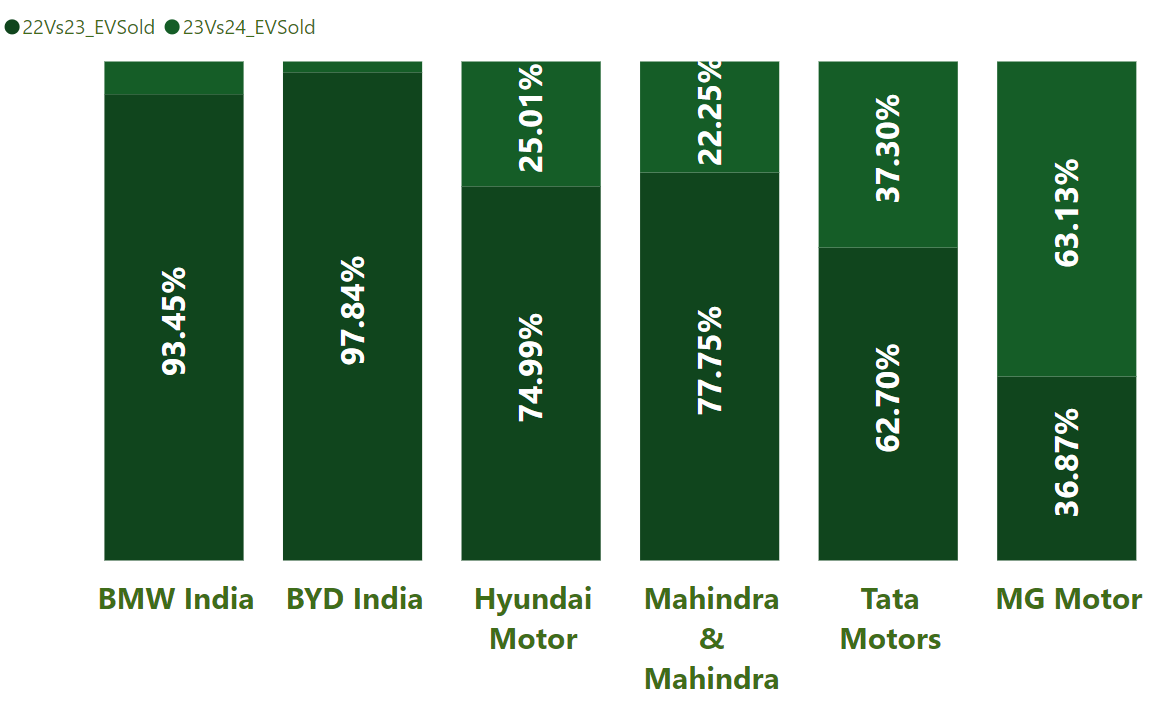 22Vs23_EVSold 23Vs24_EVSold
93.45%
97.84%
25.01%
74.99%
22.25%
77.75%
37.30%
62.70%
63.13%
36.87%
BMW India
BYD India
Hyundai
Motor
Mahindra
&
Mahindra
Tata
Motors
MG Motor